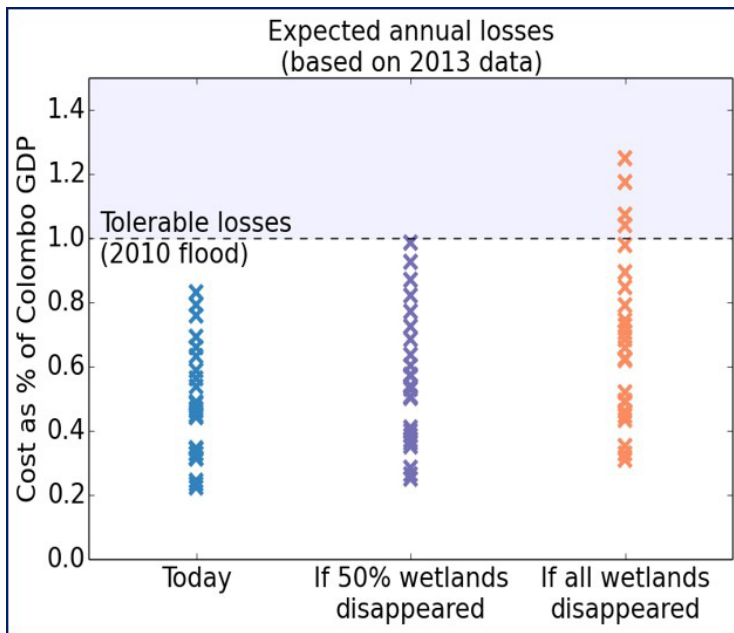 Expected annual losses
(based on 2013 data)
Cost as % of Colombo GDP
1.4
1.2
1.0
0.8
0.6
0.4
0.2
0.0
Tolerable losses
(2010 flood)
Today
If 50% wetlands
disappeared
If all wetlands
disappeared